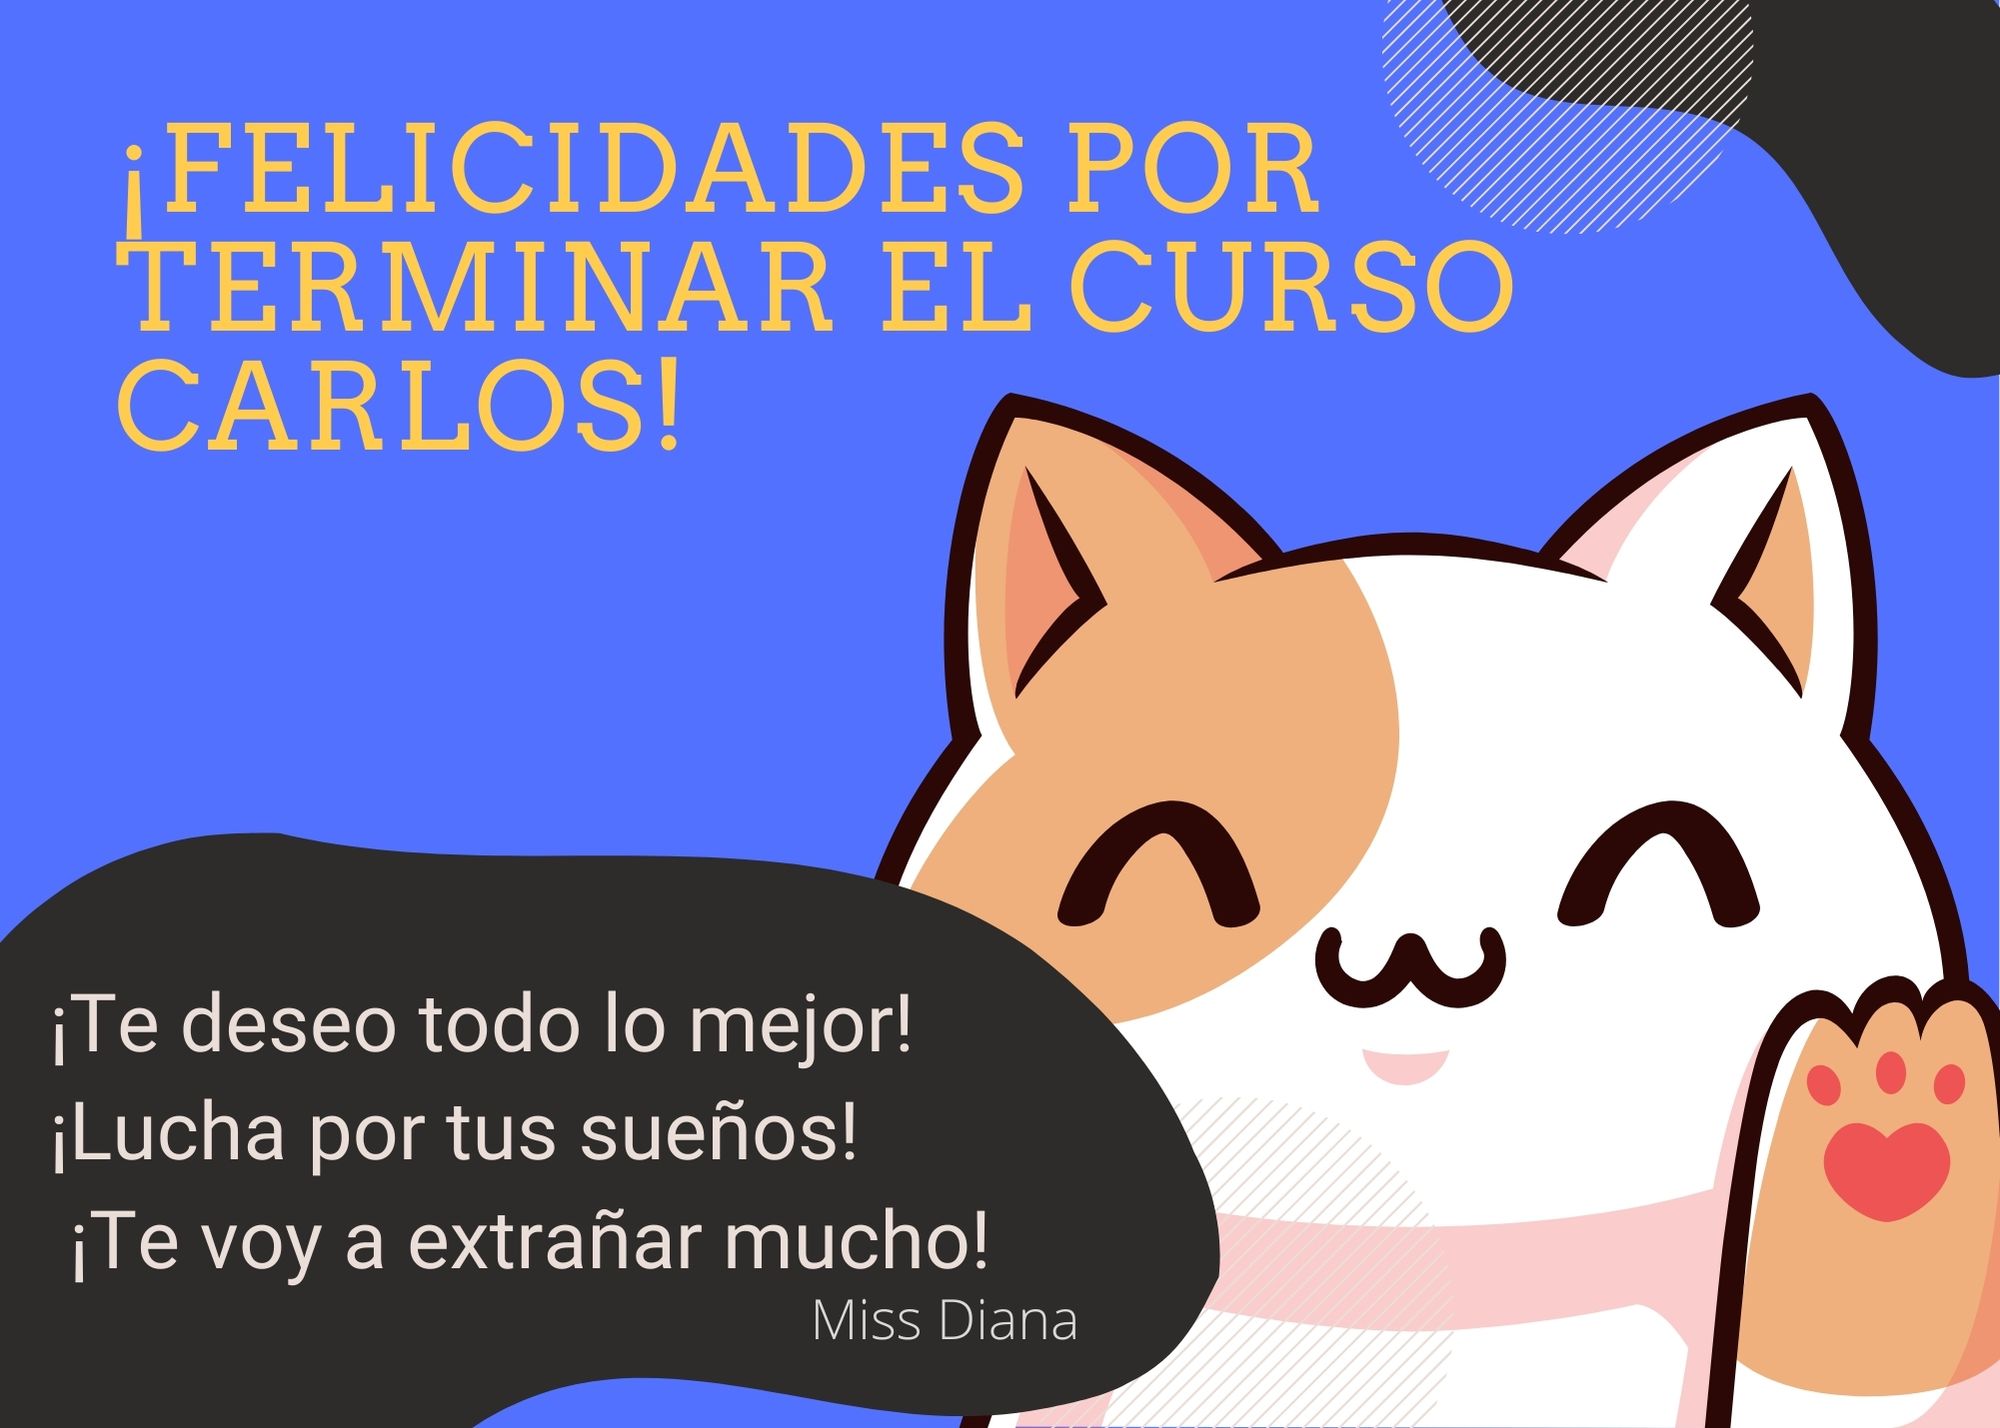 ¡FELICIDADES POR
TERMINAR EL CURSO
CARLOS!
¡Te deseo todo lo mejor!
¡Lucha por tus sueños!
¡Te voy a extrañar mucho!
Miss Diana